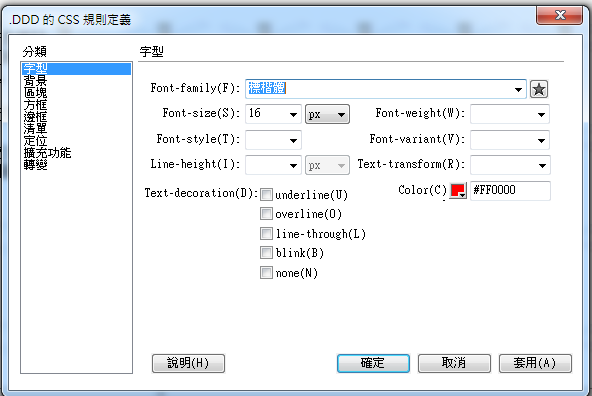 .DDD 的 CSS 規則定義
分類
字型
背景
區塊
方框
邊框
清單
定位
擴充功能
轉變
字型
Font-family(F): 標楷體
Font-size(S): 16 px Font-weight(W):
Font-style(T): Font-variant(V):
Line-height(I): px Text-transform(R):
Text-decoration(D): underline(U) Color(C): #FF0000
overline(O)
line-through(L)
blink(B)
none(N)
說明(H) 確定 取消 套用(A)